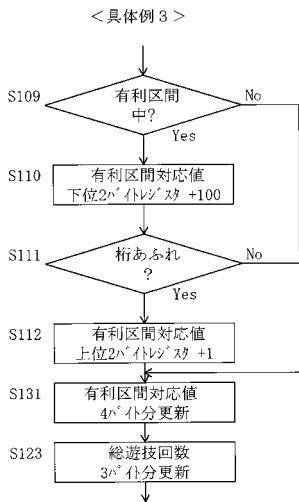 ＜具体例３＞
S109
有利区間
中?
No
Yes
S110
有利区間対応値
下位2ﾊﾞｲﾄﾚｼﾞｽﾀ +100
S111
桁あふれ
?
No
Yes
S112
有利区間対応値
上位2ﾊﾞｲﾄﾚｼﾞｽﾀ +1
S131
有利区間対応値
4ﾊﾞｲﾄ分更新
S123
総遊技回数
3ﾊﾞｲﾄ分更新